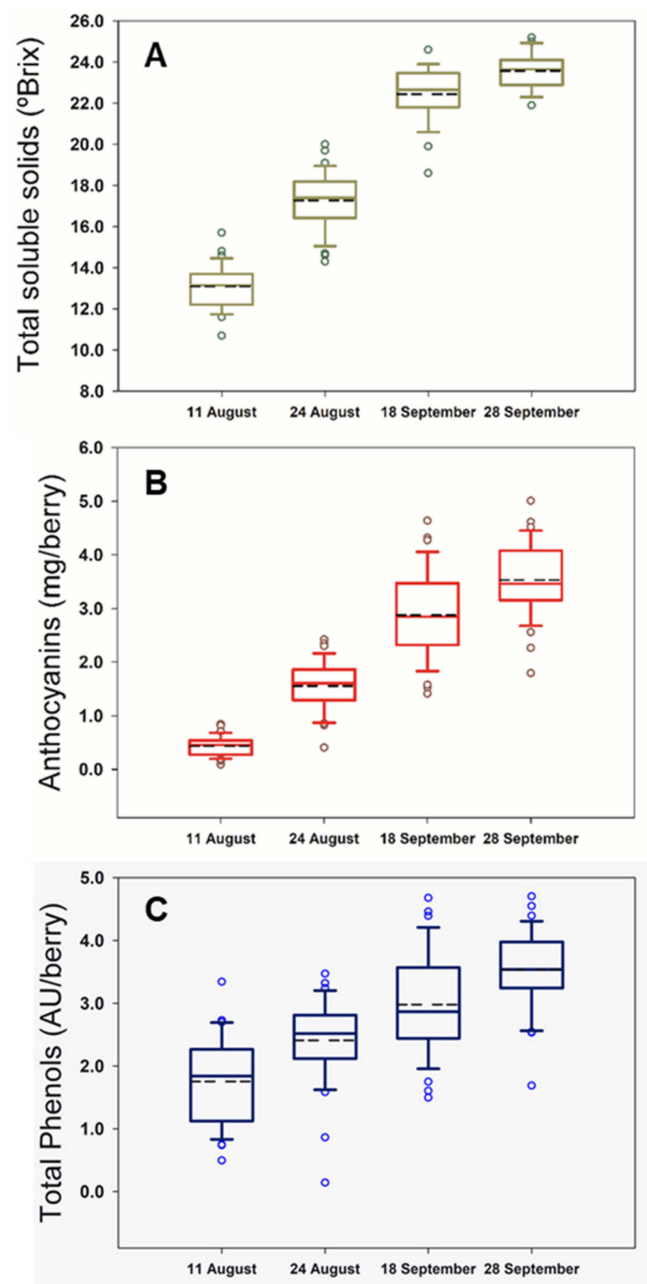 A
Total soluble solids (ºBrix)
26.0
24.0
22.0
20.0
18.0
16.0
14.0
12.0
10.0
8.0
11 August 24 August 18 September 28 September
B
Anthocyanins (mg/berry)
6.0
5.0
4.0
3.0
2.0
1.0
0.0
11 August 24 August 18 September 28 September
C
Total Phenols (AU/berry)
5.0
4.0
3.0
2.0
1.0
0.0
11 August 24 August 18 September 28 September